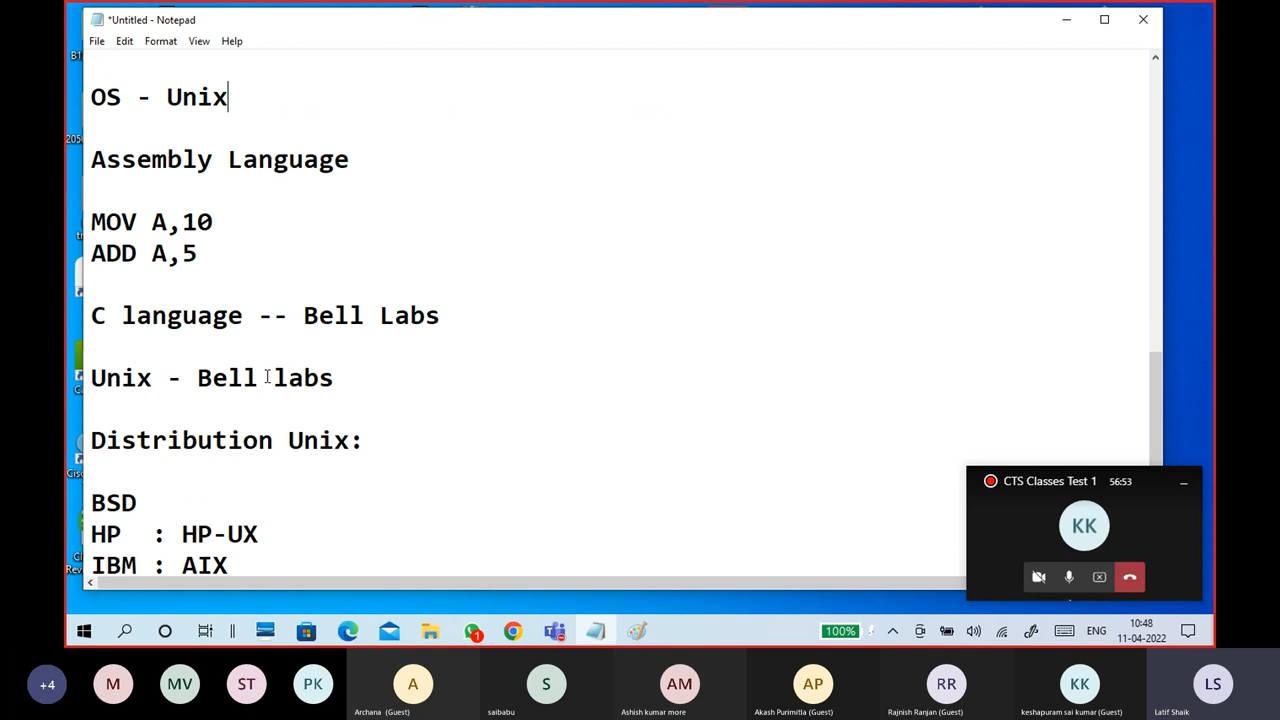 *Untitled - Notepad
File Edit Format View Help
OS - Unix
Assembly Language
MOV A,10
ADD A,5
C language -- Bell Labs
Unix - Bell labs
Distribution Unix:
BSD
HP : HP-UX
IBM : AIX
CTS Classes Test 1 56:53
KK
1
100%
ENG
10:48
11-04-2022
+4 M MV ST PK A S AM AP RR KK LS
Archana (Guest) saibabu Ashish kumar more Akash Purimitla (Guest) Rajnish Ranjan (Guest) keshapuram sai kumar (Guest) Latif Shaik